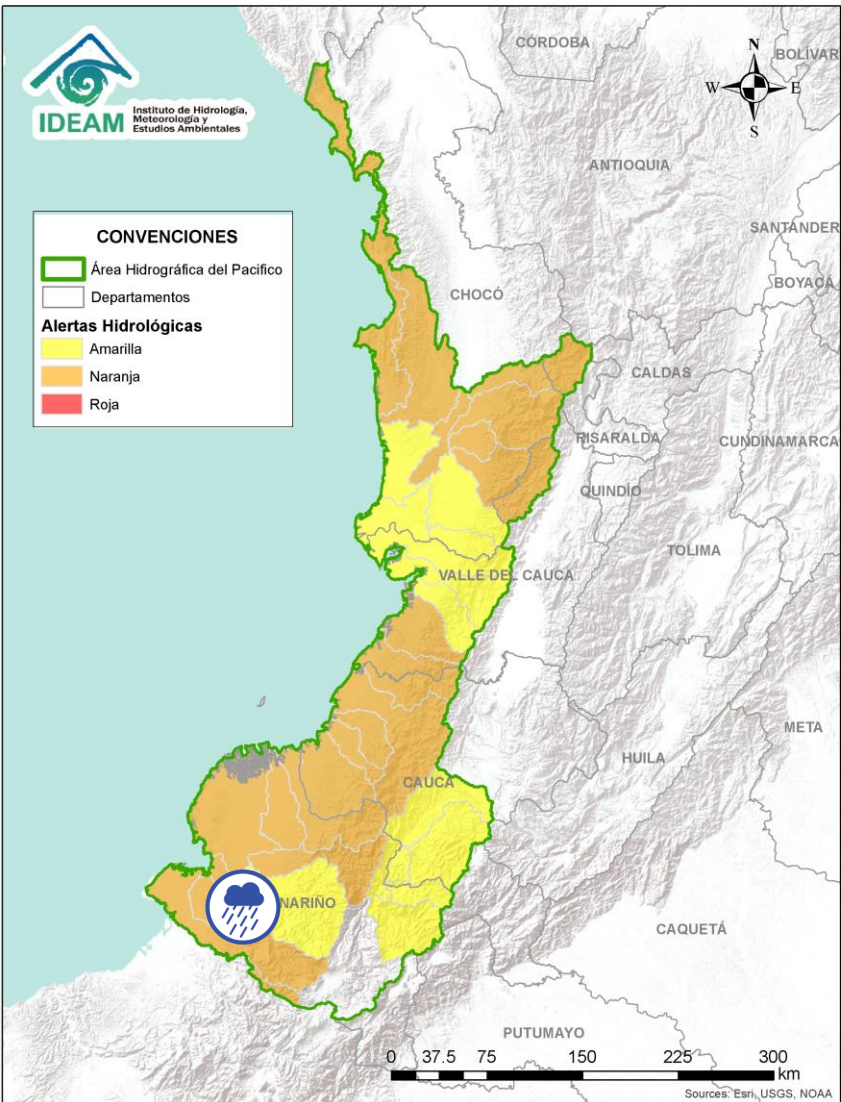 IDEAM
Instituto de Hidrología,
Meteorología y
Estudios Ambientales
N
W
E
S
CÓRDOBA
BOLIVAR
ANTIOQUIA
SANTANDER
BOYACÁ
CHOCÓ
CALDAS
RISARALDA
CUNDINAMARCA
QUINDÍO
TOLIMA
VALLE DEL CAUCA
META
HUILA
CAUCA
NARIÑO
CAQUETÁ
PUTUMAYO
CONVENCIONES
Área Hidrográfica del Pacifico
Departamentos
Alertas Hidrológicas
Amarilla
Naranja
Roja
0 37.5 75 150 225 300
km
Sources: Esri, USGS, NOAA